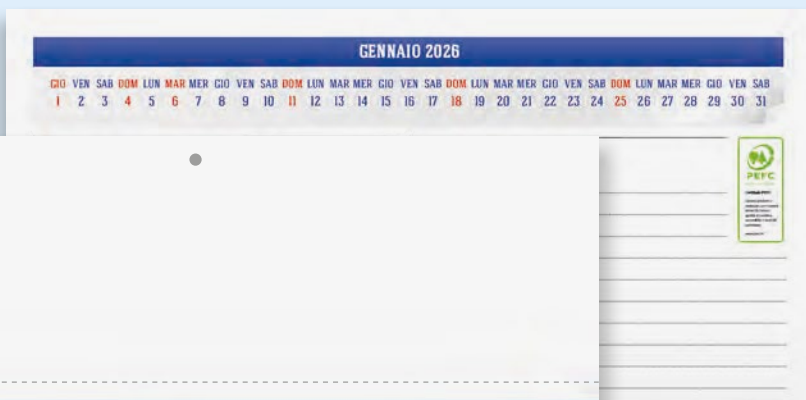 GENNAIO 2026
GIO VEN SAB DOM LUN MAR MER GIO VEN SAB DOM LUN MAR MER GIO VEN SAB DOM LUN MAR MER GIO VEN SAB DOM LUN MAR MER GIO VEN SAB
1 2 3 4 5 6 7 8 9 10 11 12 13 14 15 16 17 18 19 20 21 22 23 24 25 26 27 28 29 30 31
PEFC